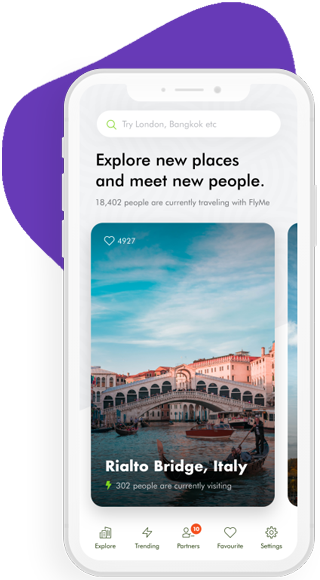 Try London, Bangkok etc
Explore new places
and meet new people.
18,402 people are currently traveling with FlyMe
4927
Rialto Bridge, Italy
302 people are currently visiting
10
Explore Trending Partners Favourite Settings